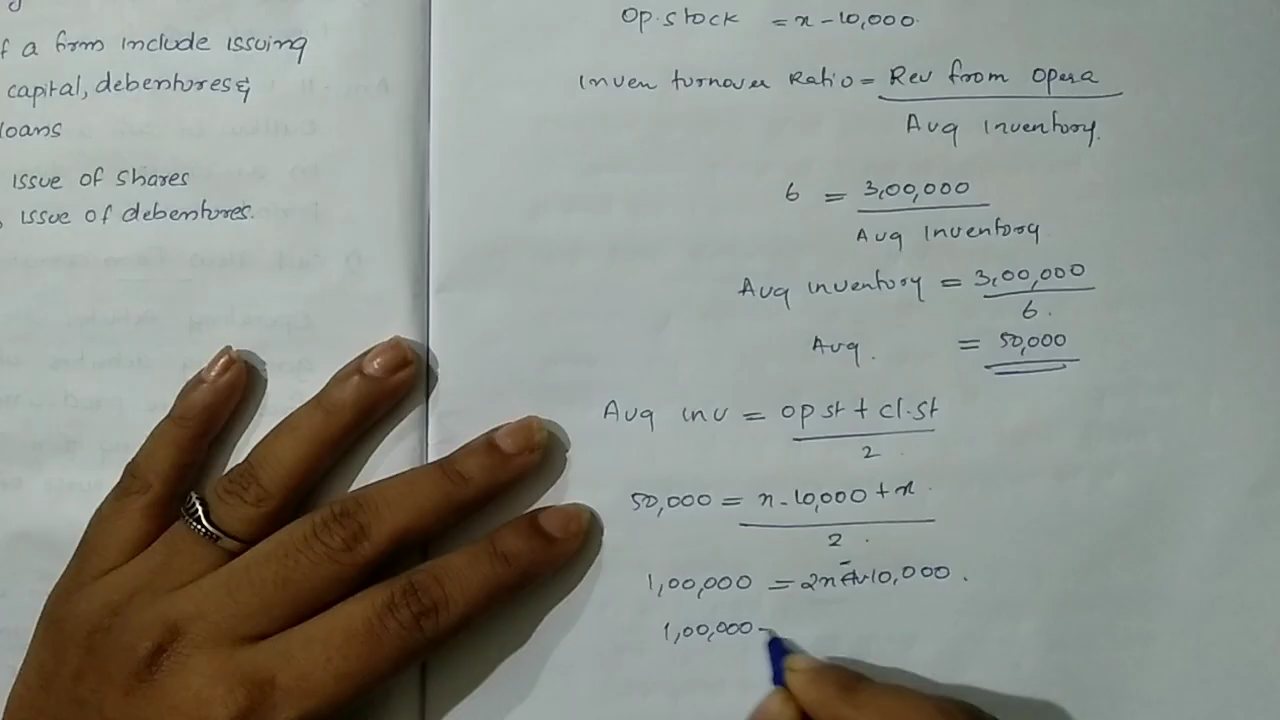 f a firm include issuing
capital, debentures &
loans
issue of shares
issue of debentures.
Op. stock = x - 10,000.
Inven turnover Ratio = Rev from opera
Avg Inventory.
6 = 3,00,000
Avg Inventory
Avg inventory = 3,00,000
6.
Avg. = 50,000
Avg inv = op st + cl. st
2
50,000 = x - 10,000 + x.
2.
1,00,000 = 2x - 10,000.
1,00,000 -